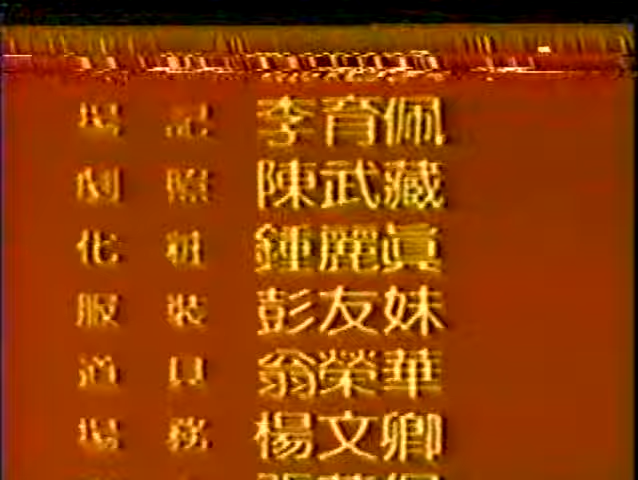 場記 李育佩
劇照 陳武藏
化粧 鍾麗眞
服裝 彭友妹
道具 翁榮華
場務 楊文卿